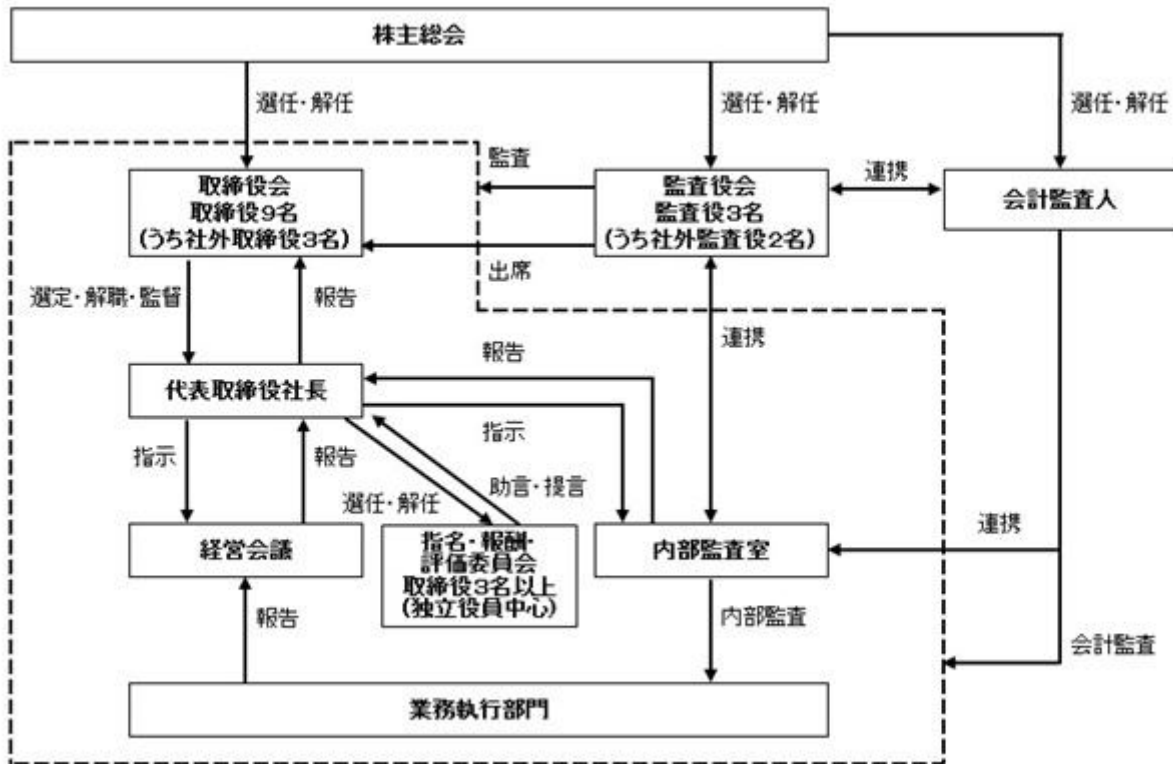 株主総会
選任・解任
選任・解任
選任・解任
監査
取締役会
取締役9名
(うち社外取締役3名)
監査役会
監査役3名
(うち社外監査役2名)
連携
会計監査人
出席
選定・解職・監督
報告
連携
報告
代表取締役社長
指示
指示
報告
助言・提言
選任・解任
連携
経営会議
指名・報酬・
評価委員会
取締役3名以上
(独立役員中心)
内部監査室
報告
内部監査
会計監査
業務執行部門